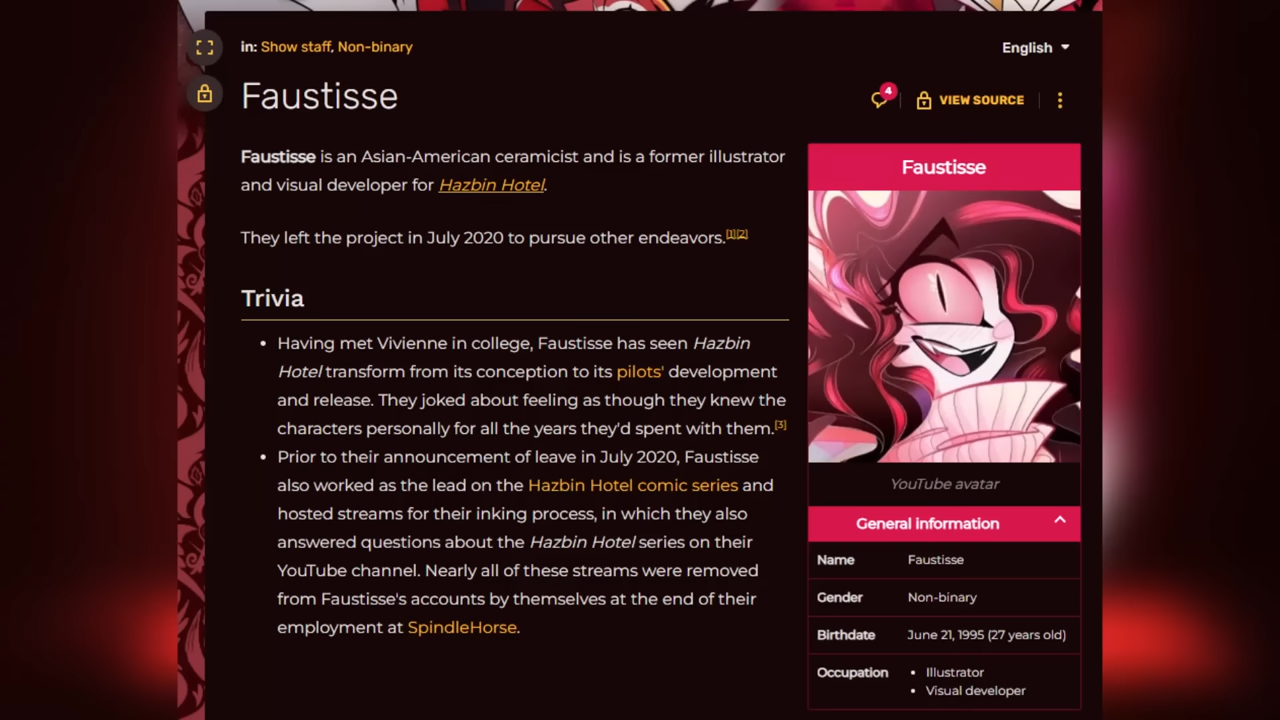 in: Show staff, Non-binary
English
Faustisse
4
VIEW SOURCE
Faustisse is an Asian-American ceramicist and is a former illustrator
and visual developer for Hazbin Hotel.
They left the project in July 2020 to pursue other endeavors.[1][2]
Trivia
• Having met Vivienne in college, Faustisse has seen Hazbin
Hotel transform from its conception to its pilots' development
and release. They joked about feeling as though they knew the
characters personally for all the years they'd spent with them.[3]
• Prior to their announcement of leave in July 2020, Faustisse
also worked as the lead on the Hazbin Hotel comic series and
hosted streams for their inking process, in which they also
answered questions about the Hazbin Hotel series on their
YouTube channel. Nearly all of these streams were removed
from Faustisse's accounts by themselves at the end of their
employment at SpindleHorse.
Faustisse
YouTube avatar
General information
Name Faustisse
Gender Non-binary
Birthdate June 21, 1995 (27 years old)
Occupation • Illustrator
• Visual developer